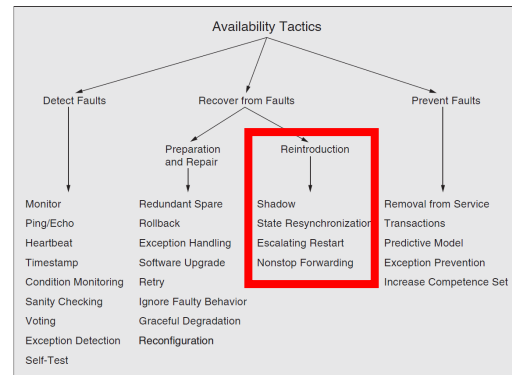 Availability Tactics
Detect Faults
Recover from Faults
Prevent Faults
Preparation
and Repair
Reintroduction
Monitor
Ping/Echo
Heartbeat
Timestamp
Condition Monitoring
Sanity Checking
Voting
Exception Detection
Self-Test
Redundant Spare
Rollback
Exception Handling
Software Upgrade
Retry
Ignore Faulty Behavior
Graceful Degradation
Reconfiguration
Shadow
State Resynchronization
Escalating Restart
Nonstop Forwarding
Removal from Service
Transactions
Predictive Model
Exception Prevention
Increase Competence Set